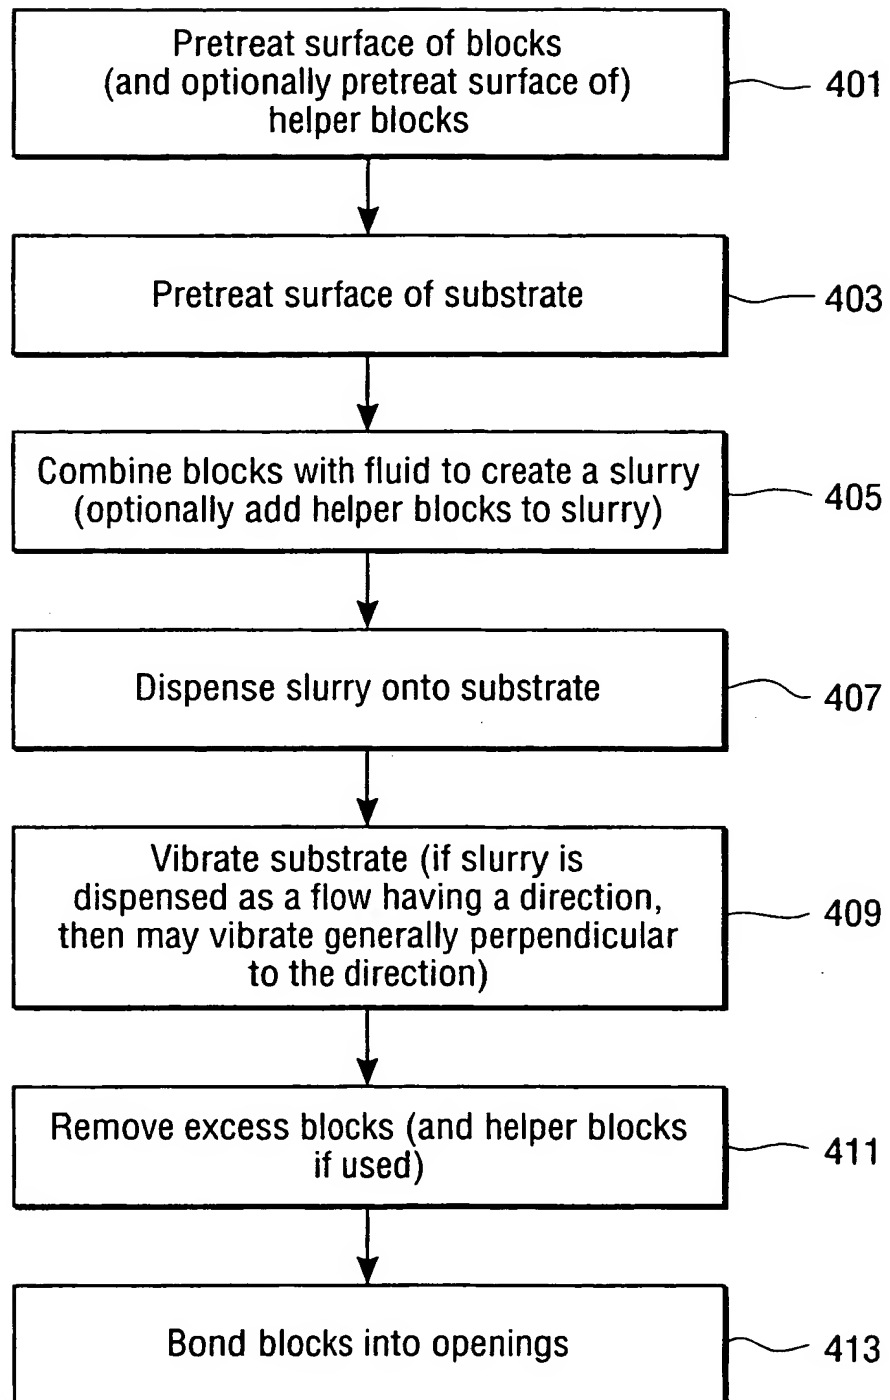 Pretreat surface of blocks
(and optionally pretreat surface of)
helper blocks
401
Pretreat surface of substrate
403
Combine blocks with fluid to create a slurry
(optionally add helper blocks to slurry)
405
Dispense slurry onto substrate
407
Vibrate substrate (if slurry is
dispensed as a flow having a direction,
then may vibrate generally perpendicular
to the direction)
409
Remove excess blocks (and helper blocks
if used)
411
Bond blocks into openings
413